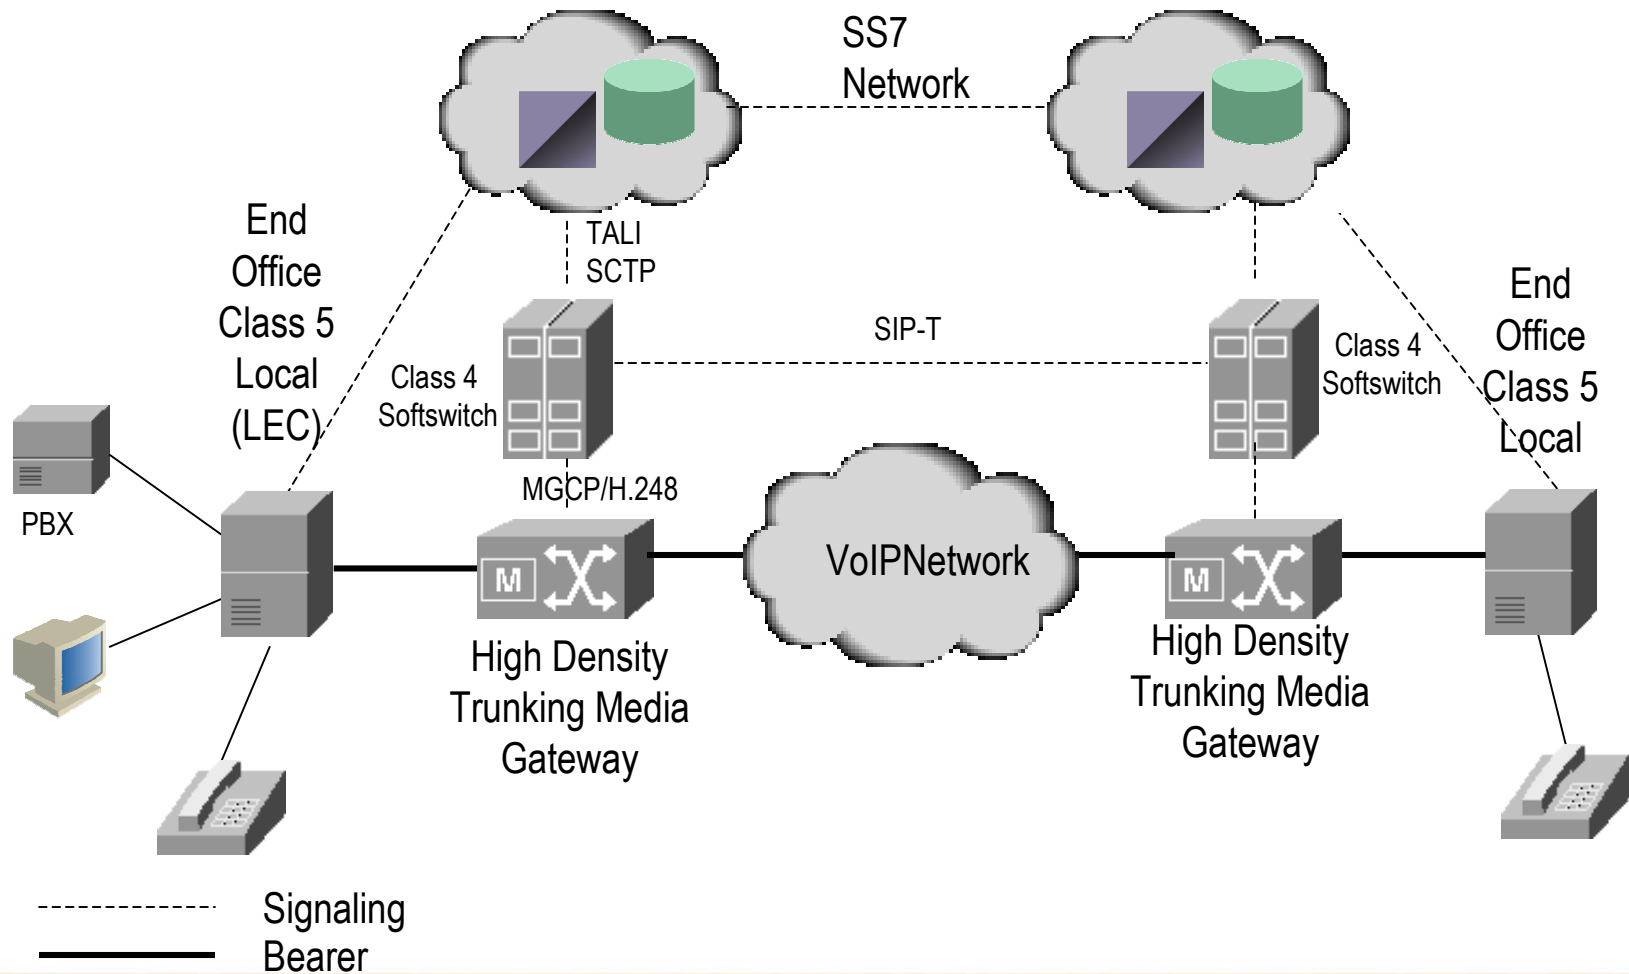 SS7
Network
TALI
SCTP
End
Office
Class 5
Local
(LEC)
End
Office
Class 5
Local
SIP-T
Class 4
Softswitch
Class 4
Softswitch
PBX
MGCP/H.248
VoIPNetwork
M
M
High Density
Trunking Media
Gateway
High Density
Trunking Media
Gateway
Signaling
Bearer